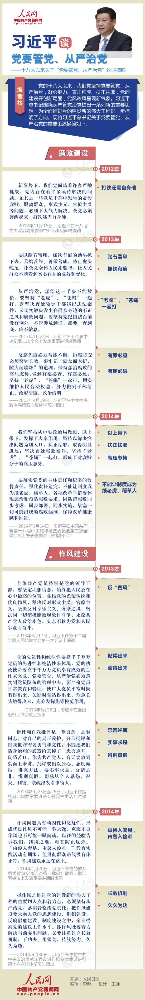 人民网
中国共产党新闻网
cpc.people.cn
习近平谈
党要管党、从严治党
——十八大以来关于“党要管党、从严治党”论述摘编
编者按
党的十八大以来，我们党坚持党要管党、从
严治党，凝心聚力、直击积弊、扶正祛邪，党的
建设开创新局面，党风政风呈现新气象。习近平
总书记围绕从严管党治党提出一系列新的重要思
想，为全面推进党的建设新的伟大工程进一步指
明了方向。现将习近平总书记关于党要管党、从
严治党的重要论述摘编如下。
廉政建设
2012年
打铁还需自身硬
新形势下，我们党面临着许多严峻
挑战，党内存在着许多亟待解决的问
题。尤其是一些党员干部中发生的贪污
腐败、脱离群众、形式主义、官僚主义
等问题，必须下大气力解决。全党必须
警醒起来。打铁还需自身硬。
——2012年11月15日，习近平在十八届
中央政治局常委与中外记者见面时强调
2013年
踏石留印
抓铁有痕
要以踏石留印、抓铁有痕的劲头抓
下去，善始善终、善做善成，防止虎头
蛇尾，让全党全体人民来监督，让人民
群众不断看到实实在在的成效和变化。
“老虎”、“苍蝇”
一起打
从严治党，惩治这一手决不能放
松。要坚持“老虎”、“苍蝇”一起
打，既坚决查处领导干部违纪违法案
件，又切实解决发生在群众身边的不正
之风和腐败问题。要坚持党纪国法面前
没有例外，不管涉及到谁，都要一查到
底，决不姑息。
——2013年1月22日，习近平在十八届中
央纪委二次全会上发表重要讲话时强调
有案必查
有腐必惩
反腐倡廉必须常抓不懈，拒腐防变
必须警钟长鸣。要牢记“蠹众而木折，
隙大而墙坏”的道理，保持惩治腐败的
高压态势，做到有案必查、有腐必惩，
坚持“老虎”、“苍蝇”一起打，切实
维护人民合法权益，努力做到干部清
正、政府清廉、政治清明。
——2013年4月19日，习近平在中共中央
政治局第五次集体学习时指出
2014年
以上带下
扶正祛邪
高压态势
我们坚持从中央政治局做起，以上
带下，发挥了表率作用；坚持以解决突
出问题为切入口，扶正祛邪，取得明显
进展；坚决查处腐败案件，坚持“老
虎”、“苍蝇”一起打，形成了对腐败
分子的高压态势。
不能让制度成为
纸老虎、稻草人
要落实党委的主体责任和纪委的监
督责任，强化责任追究，不能让制度成
为纸老虎、稻草人。各项改革举措要体
现惩治和预防腐败要求，同防范腐败同
步考虑、同步部署、同步实施，堵塞一
切可能出现的腐败漏洞，保障改革健康
顺利推进。
——2014年1月14日，习近平在中国共产
党第十八届中央纪律检查委员会第三次全
体会议上发表重要讲话时指出
作风建设
2013年
反“四风”
全体共产党员特别是党的领导干
部，要坚定理想信念，始终把人民放在
心中最高的位置，弘扬党的光荣传统和
优良作风，坚决反对形式主义、官僚主
义，坚决反对享乐主义、奢靡之风，坚
决同一切消极腐败现象作斗争，永葆共
产党人政治本色，矢志不移为党和人民
事业而奋斗。
——2013年3月17日，习近平在第十二届
全国人民代表大会第一次会议上强调
站得出来
豁得出来
党的先进性和纯洁性要靠千千万万
党员的先进性和纯洁性来体现，党的执
政使命要靠千千万万党员卓有成效的工
作来完成，党要管党、从严治党必须落
实到党员队伍的管理中去。要严格党员
日常教育和管理，使广大党员平常时候
看得出来、关键时刻站得出来、危急关
头豁得出来，充分发挥先锋模范作用。
————2013年6月28日，习近平在全国
组织工作会议上指出
忠言逆耳
实事求是
辨别真假
批评和自我批评是一剂良药，是对
同志、对自己的真正爱护。开展批评和
自我批评需要勇气和党性，不能把我们
防身治病的武器给丢掉了。忠言逆耳，
良药苦口。作为共产党人，有话要放到
桌面上来讲。批评要出以公心、态度诚
恳、讲究方法，要实事求是、分清是
非、辨别真假，切忌从个人恩怨、得
失、利害、亲疏出发看事待人。
——2013年9月23日至25日，习近平在指
导河北省委常委班子专题民主生活会时强
调
2014年
由俭入奢易，
由奢入俭难
作风问题具有顽固性和反复性，形
成优良作风不可能一劳永逸，克服不良
作风也不可能一蹴而就。以往的经验告
诉我们，纠风之难，难在防止反弹。
“由俭入奢易，由奢入俭难。”教育实
践活动有期限，但贯彻群众路线没有休
止符，作风建设永远在路上。
——2014年1月20日，习近平在党的群众
路线教育实践活动第一批总结暨第二批部
署会议上发表重要讲话时表示
长效机制
久久为功
抓作风是推进党的建设新的伟大工
程的重要切入点和着力点，必须坚持从
严治党，落实管党治党责任，把作风建
设要求融入党的思想建设、组织建设、
反腐倡廉建设、制度建设之中，全面提
高党的建设工作水平。抓作风既要着力
解决当前突出问题，又要注重建立长效
机制，下功夫、用狠劲，持续努力、久
久为功。
——2014年6月30日，习近平在主持中共
中央政治局就加强改进作风制度建设进行
第十六次集体学习时指出
人民网
中国共产党新闻网
cpc.people.com.cn
来源：人民日报
编辑：李源 设计：王帅